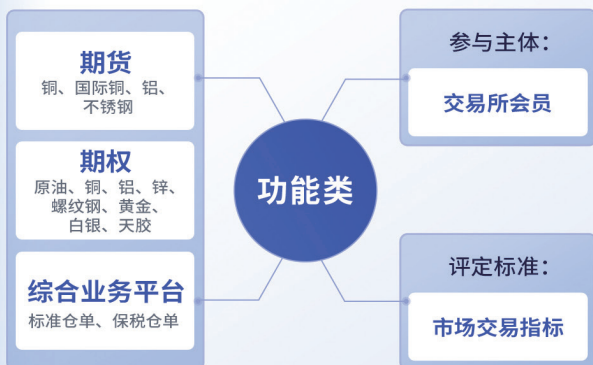 期货
铜、国际铜、铝、
不锈钢
期权
原油、铜、铝、锌、
螺纹钢、黄金、
白银、天胶
综合业务平台
标准仓单、保税仓单
功能类
参与主体：
交易所会员
评定标准：
市场交易指标